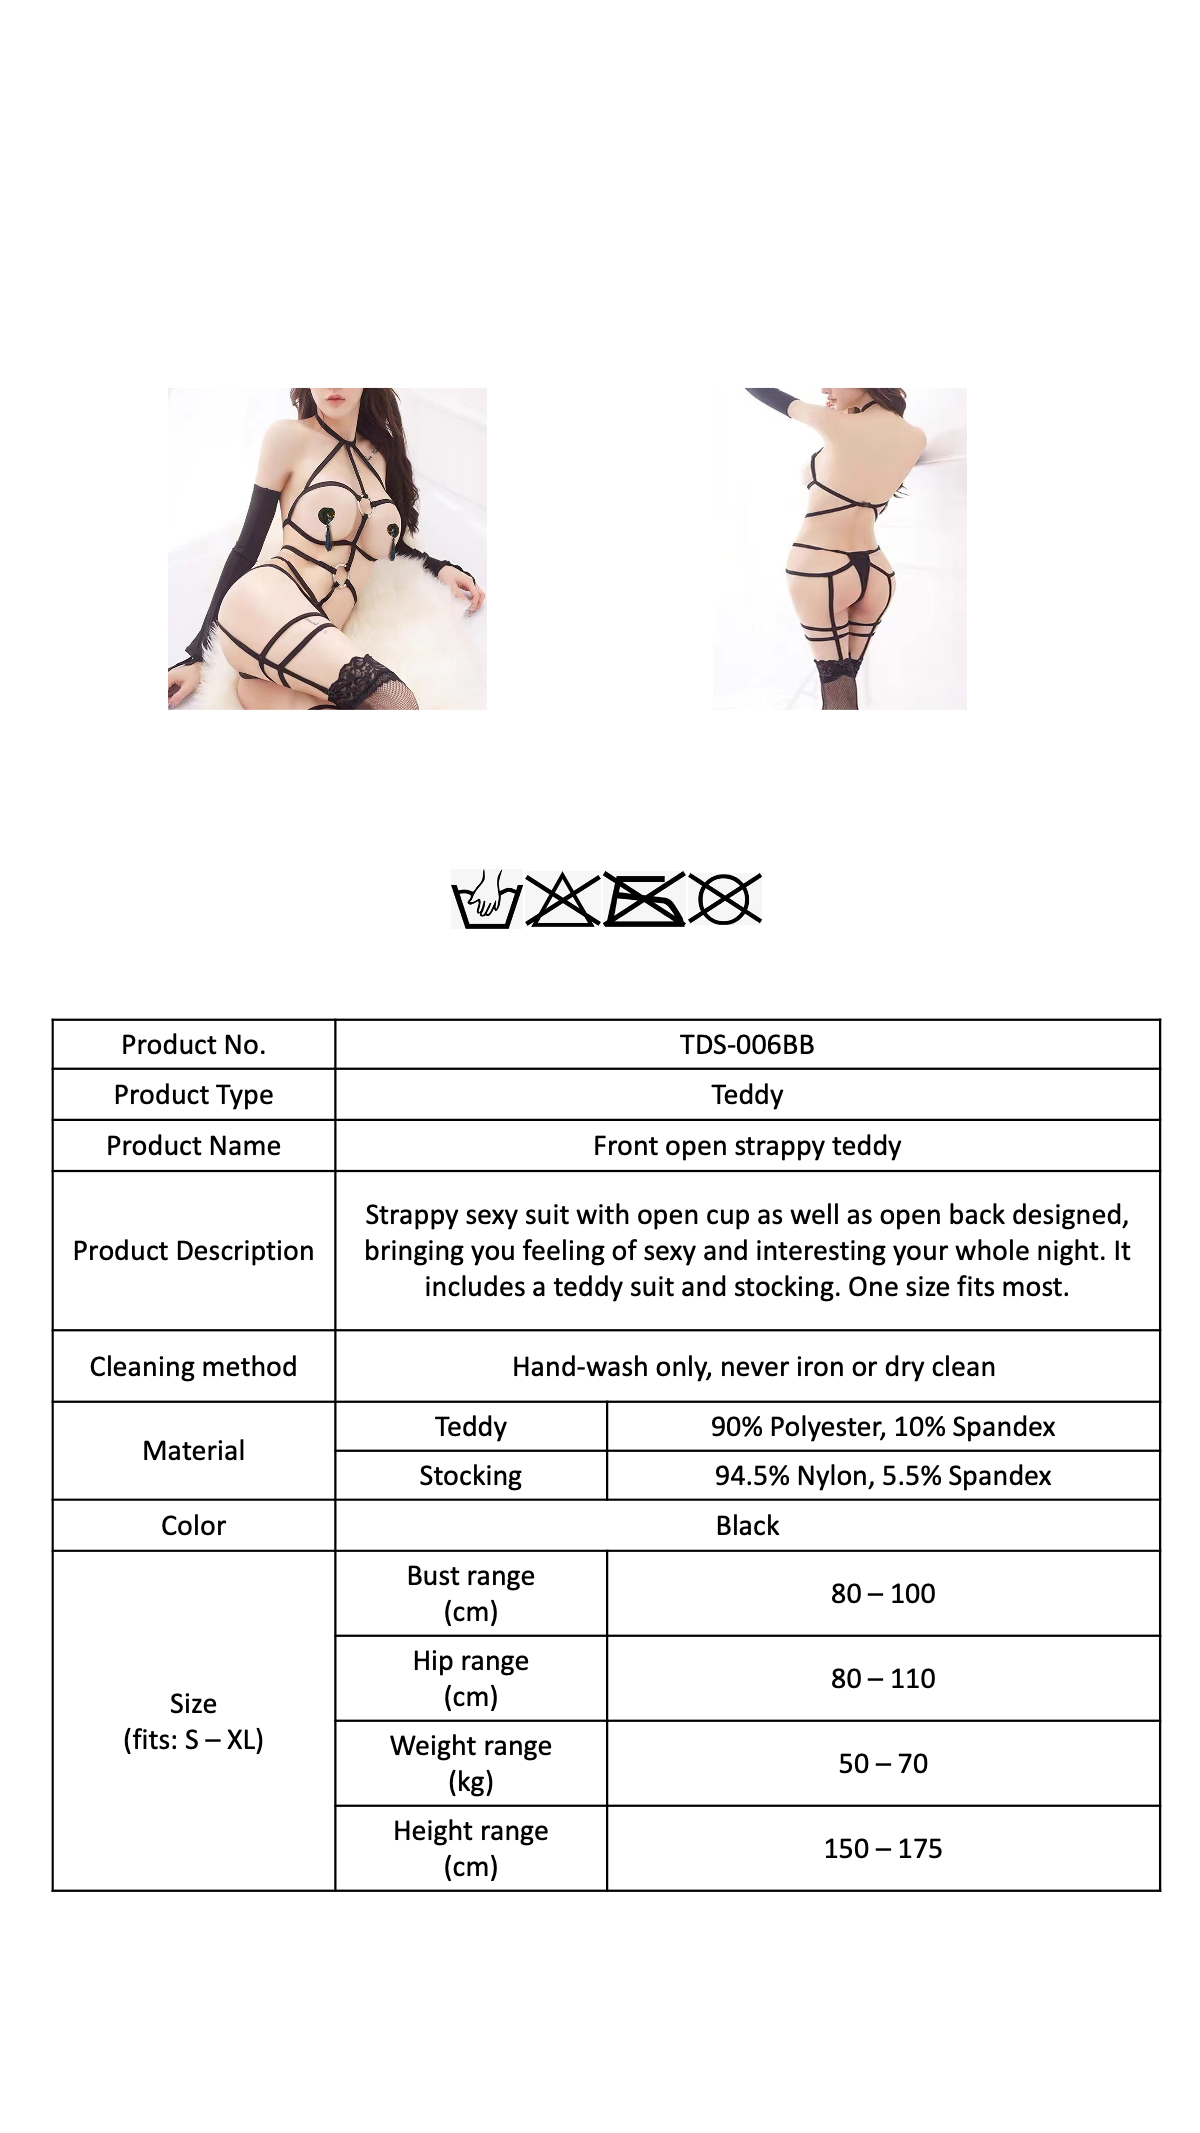 Product No.
TDS-006BB
Product Type
Teddy
Product Name
Front open strappy teddy
Product Description
Strappy sexy suit with open cup as well as open back designed,
bringing you feeling of sexy and interesting your whole night. It
includes a teddy suit and stocking. One size fits most.
Cleaning method
Hand-wash only, never iron or dry clean
Material
Teddy
90% Polyester, 10% Spandex
Stocking
94.5% Nylon, 5.5% Spandex
Color
Black
Size
(fits: S – XL)
Bust range
(cm)
80 – 100
Hip range
(cm)
80 – 110
Weight range
(kg)
50 – 70
Height range
(cm)
150 – 175